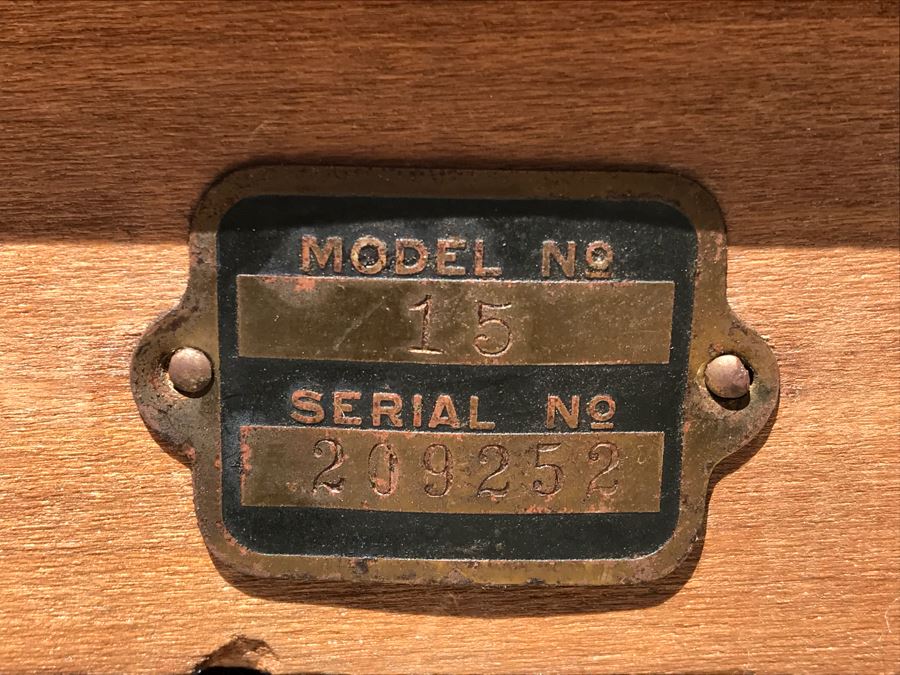 MODEL Nº
15
SERIAL Nº
209252